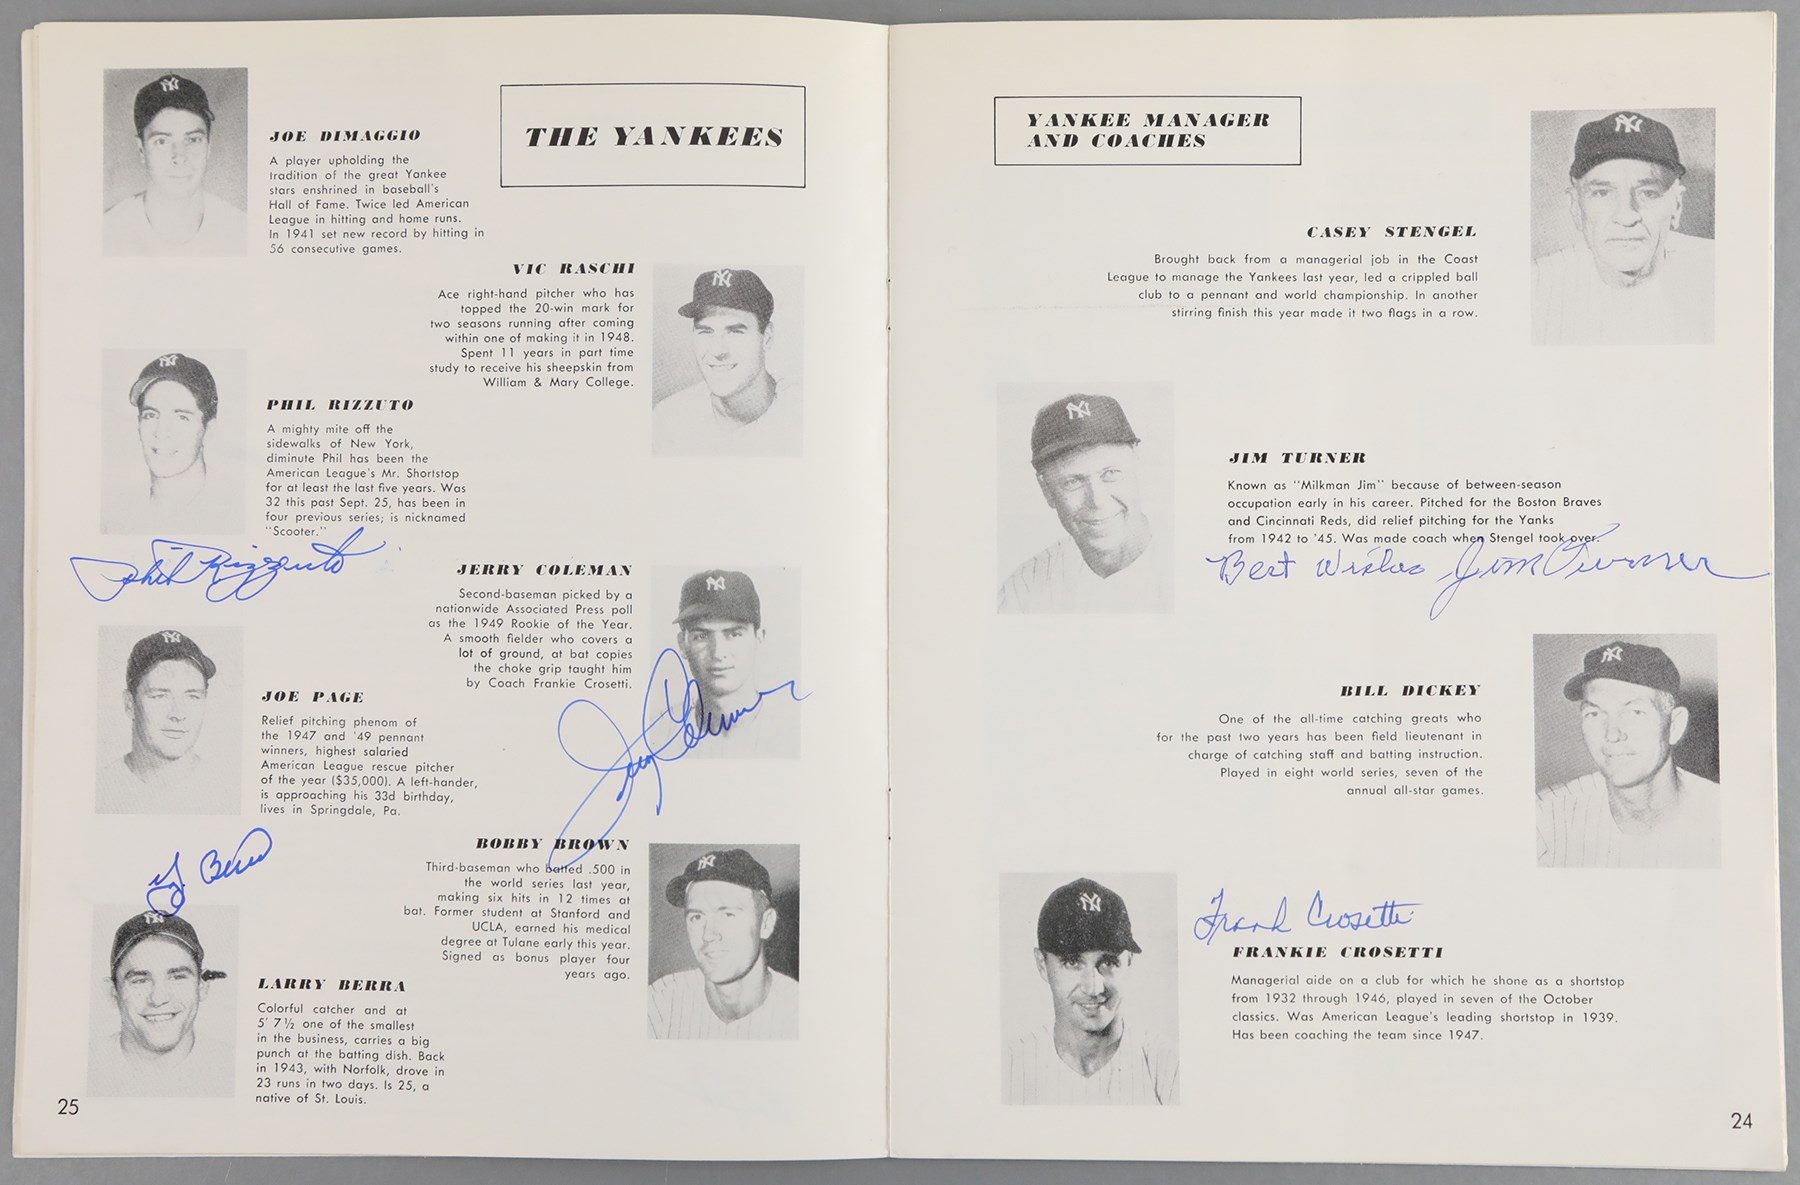 THE YANKEES
JOE DIMAGGIO
A player upholding the
tradition of the great Yankee
stars enshrined in baseball's
Hall of Fame. Twice led American
League in hitting and home runs.
In 1941 set new record by hitting in
56 consecutive games.
VIC RASCHI
Ace right-hand pitcher who has
topped the 20-win mark for
two seasons running after coming
within one of making it in 1948.
Spent 11 years in part time
study to receive his sheepskin from
William & Mary College.
PHIL RIZZUTO
A mighty mite off the
sidewalks of New York,
diminute Phil has been the
American League's Mr. Shortstop
for at least the last five years. Was
32 this past Sept. 25, has been in
four previous series; is nicknamed
"Scooter."
Phil Rizzuto
JERRY COLEMAN
Second-baseman picked by a
nationwide Associated Press poll
as the 1949 Rookie of the Year.
A smooth fielder who covers a
lot of ground, at bat copies
the choke grip taught him
by Coach Frankie Crosetti.
Jerry Coleman
JOE PAGE
Relief pitching phenom of
the 1947 and '49 pennant
winners, highest salaried
American League rescue pitcher
of the year ($35,000). A left-hander,
is approaching his 33d birthday,
lives in Springdale, Pa.
BOBBY BROWN
Third-baseman who batted .500 in
the world series last year,
making six hits in 12 times at
bat. Former student at Stanford and
UCLA, earned his medical
degree at Tulane early this year.
Signed as bonus player four
years ago.
Yogi Berra
LARRY BERRA
Colorful catcher and at
5' 7½ one of the smallest
in the business, carries a big
punch at the batting dish. Back
in 1943, with Norfolk, drove in
23 runs in two days. Is 25, a
native of St. Louis.
25
YANKEE MANAGER
AND COACHES
CASEY STENGEL
Brought back from a managerial job in the Coast
League to manage the Yankees last year, led a crippled ball
club to a pennant and world championship. In another
stirring finish this year made it two flags in a row.
JIM TURNER
Known as "Milkman Jim" because of between-season
occupation early in his career. Pitched for the Boston Braves
and Cincinnati Reds, did relief pitching for the Yanks
from 1942 to '45. Was made coach when Stengel took over.
Best Wishes Jim Turner
BILL DICKEY
One of the all-time catching greats who
for the past two years has been field lieutenant in
charge of catching staff and batting instruction.
Played in eight world series, seven of the
annual all-star games.
Frank Crosetti
FRANKIE CROSETTI
Managerial aide on a club for which he shone as a shortstop
from 1932 through 1946, played in seven of the October
classics. Was American League's leading shortstop in 1939.
Has been coaching the team since 1947.
24